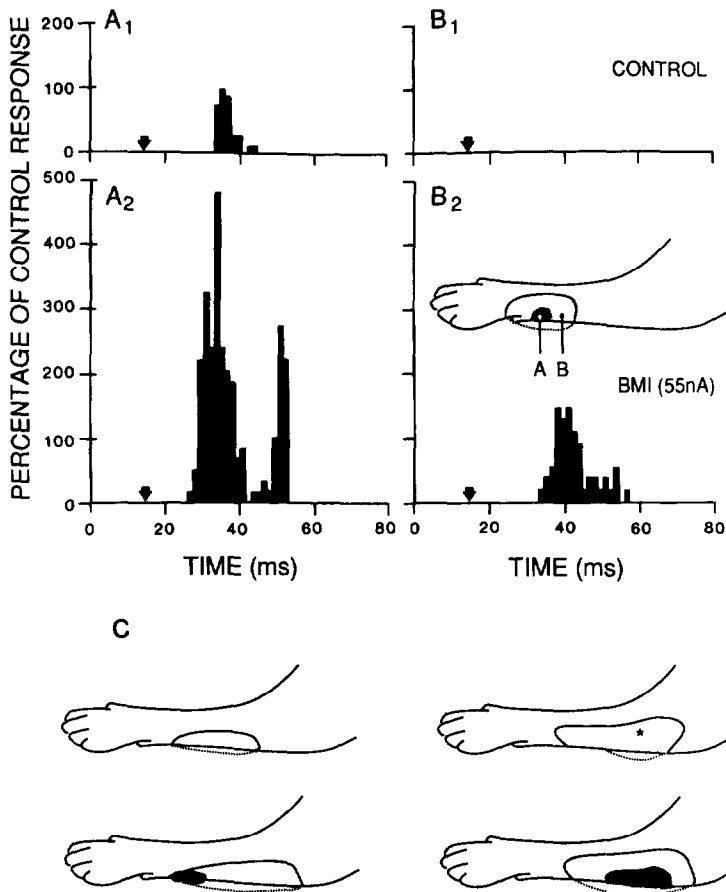 PERCENTAGE OF CONTROL RESPONSE
A1
200
100
0
B1
CONTROL
A2
500
400
300
200
100
0
0 20 40 60 80
TIME (ms)
B2
A B
BMI (55nA)
0 20 40 60 80
TIME (ms)
C
*